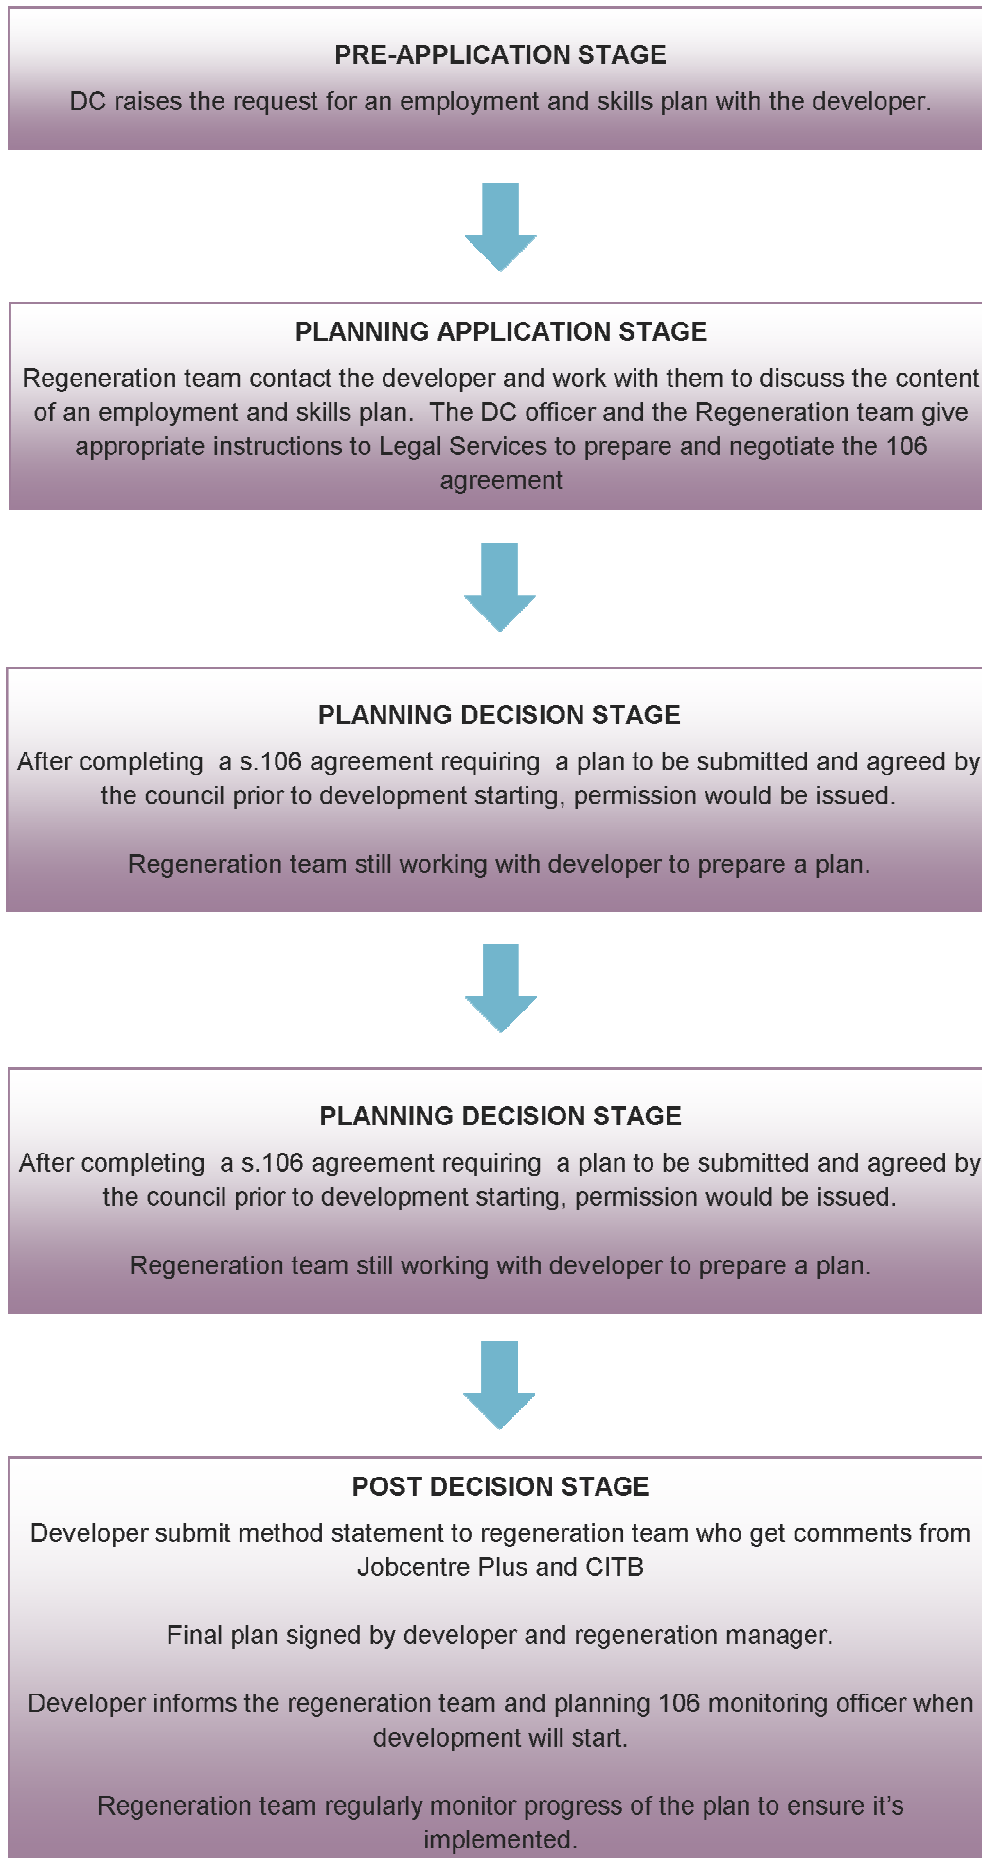 PRE-APPLICATION STAGE
DC raises the request for an employment and skills plan with the developer.
PLANNING APPLICATION STAGE
Regeneration team contact the developer and work with them to discuss the content
of an employment and skills plan.  The DC officer and the Regeneration team give
appropriate instructions to Legal Services to prepare and negotiate the 106
agreement
PLANNING DECISION STAGE
After completing  a s.106 agreement requiring  a plan to be submitted and agreed by
the council prior to development starting, permission would be issued.
Regeneration team still working with developer to prepare a plan.
PLANNING DECISION STAGE
After completing  a s.106 agreement requiring  a plan to be submitted and agreed by
the council prior to development starting, permission would be issued.
Regeneration team still working with developer to prepare a plan.
POST DECISION STAGE
Developer submit method statement to regeneration team who get comments from
Jobcentre Plus and CITB
Final plan signed by developer and regeneration manager.
Developer informs the regeneration team and planning 106 monitoring officer when
development will start.
Regeneration team regularly monitor progress of the plan to ensure it’s
implemented.